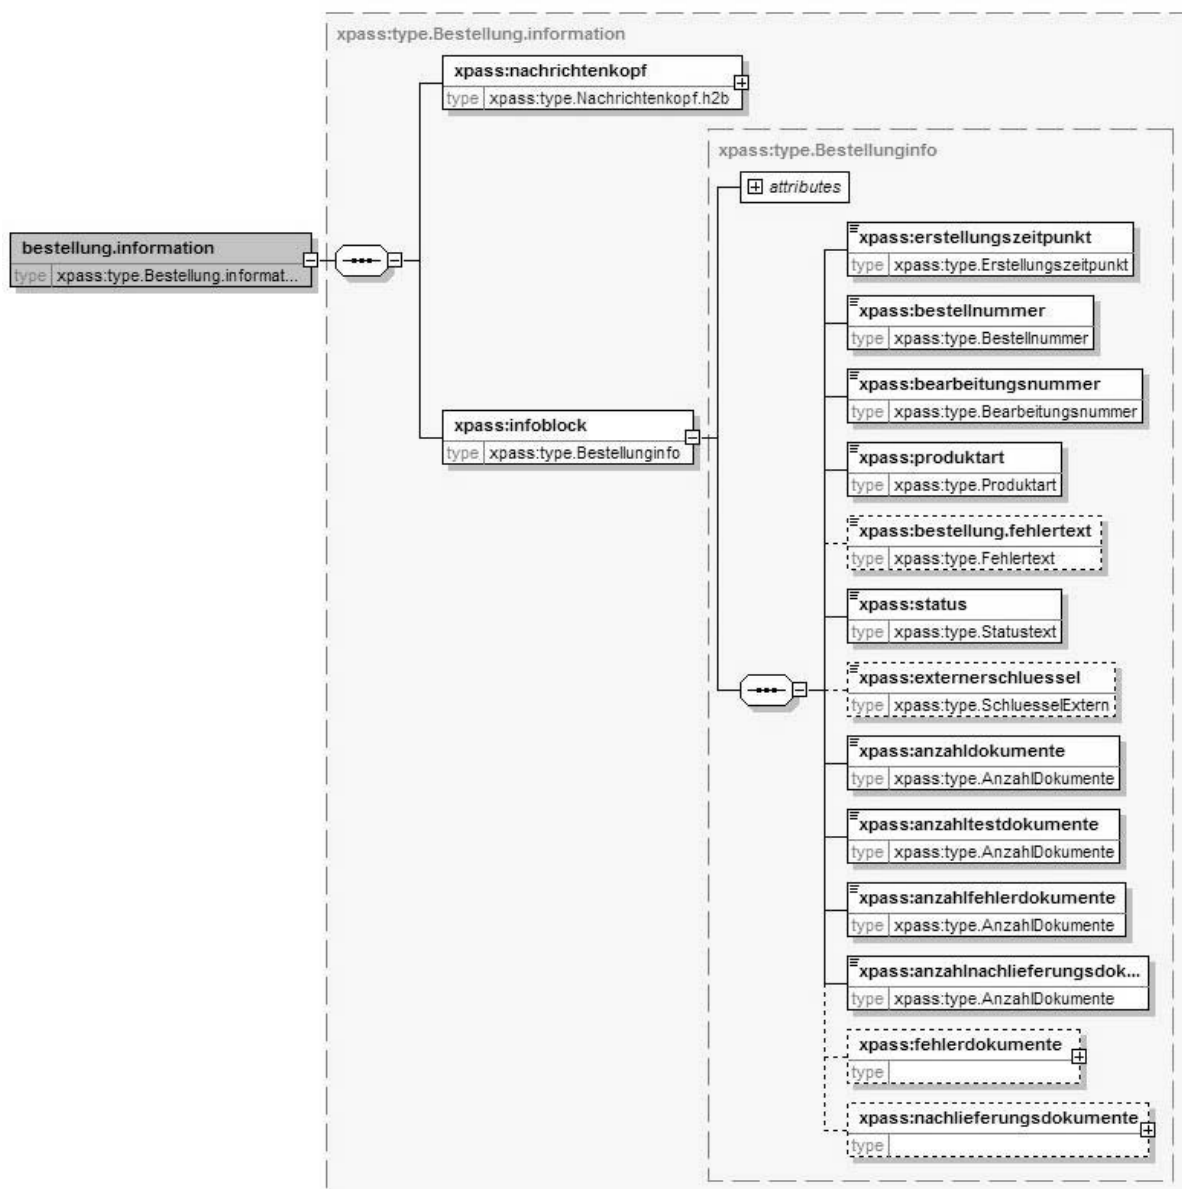 xpass:type.Bestellung.information
xpass:nachrichtenkopf
type xpass:type.Nachrichtenkopf.h2b
xpass:type.Bestellunginfo
attributes
bestellung.information
type xpass:type.Bestellung.informat...
xpass:erstellungszeitpunkt
type xpass:type.Erstellungszeitpunkt
xpass:bestellnummer
type xpass:type.Bestellnummer
xpass:bearbeitungsnummer
type xpass:type.Bearbeitungsnummer
xpass:infoblock
type xpass:type.Bestellunginfo
xpass:produktart
type xpass:type.Produktart
xpass:bestellung.fehlertext
type xpass:type.Fehlertext
xpass:status
type xpass:type.Statustext
xpass:externerschluessel
type xpass:type.SchluesselExtern
xpass:anzahldokumente
type xpass:type.AnzahlDokumente
xpass:anzahltestdokumente
type xpass:type.AnzahlDokumente
xpass:anzahlfehlerdokumente
type xpass:type.AnzahlDokumente
xpass:anzahlnachlieferungsdok...
type xpass:type.AnzahlDokumente
xpass:fehlerdokumente
type
xpass:nachlieferungsdokumente
type